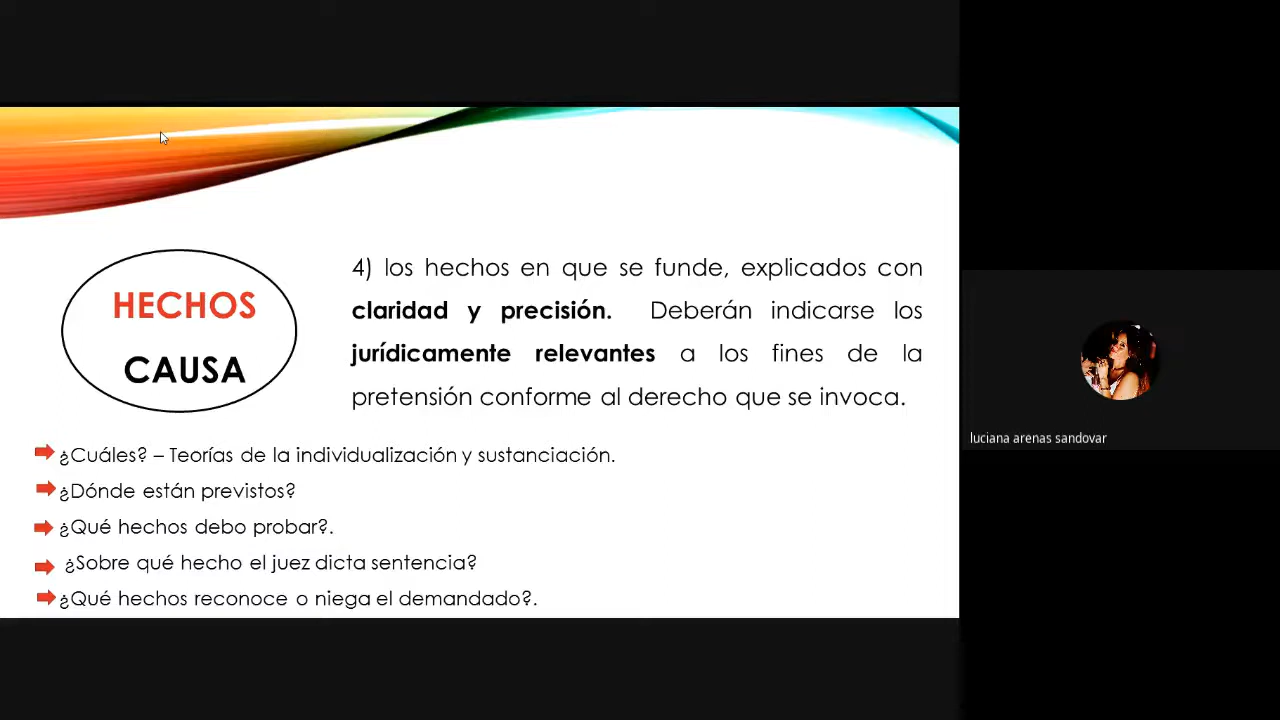 HECHOS
CAUSA
4) los hechos en que se funde, explicados con
claridad y precisión. Deberán indicarse los
jurídicamente relevantes a los fines de la
pretensión conforme al derecho que se invoca.
¿Cuáles? – Teorías de la individualización y sustanciación.
¿Dónde están previstos?
¿Qué hechos debo probar?.
¿Sobre qué hecho el juez dicta sentencia?
¿Qué hechos reconoce o niega el demandado?.
luciana arenas sandovar